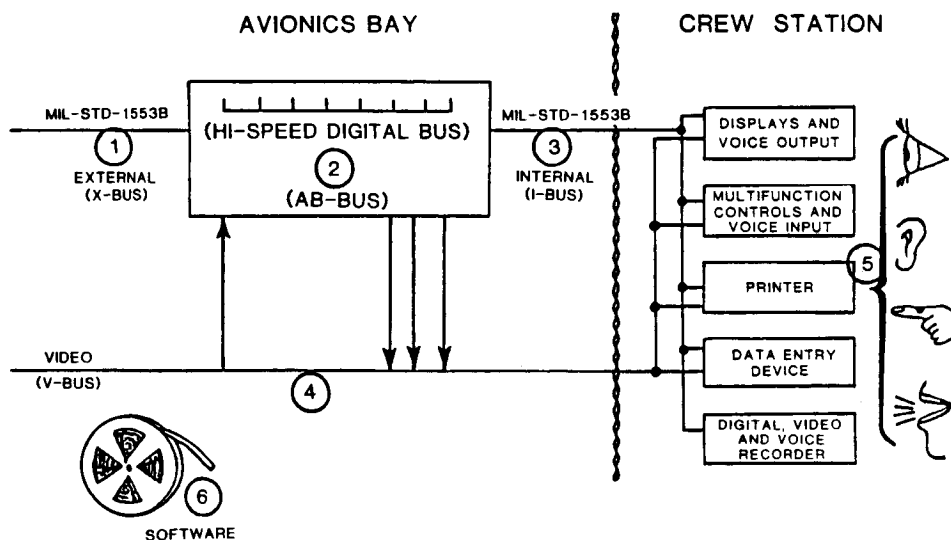 AVIONICS BAY
CREW STATION
MIL-STD-1553B
1
EXTERNAL
(X-BUS)
(HI-SPEED DIGITAL BUS)
2
(AB-BUS)
MIL-STD-1553B
3
INTERNAL
(I-BUS)
DISPLAYS AND
VOICE OUTPUT
MULTIFUNCTION
CONTROLS AND
VOICE INPUT
5
PRINTER
DATA ENTRY
DEVICE
DIGITAL, VIDEO
AND VOICE
RECORDER
VIDEO
(V-BUS)
4
6
SOFTWARE